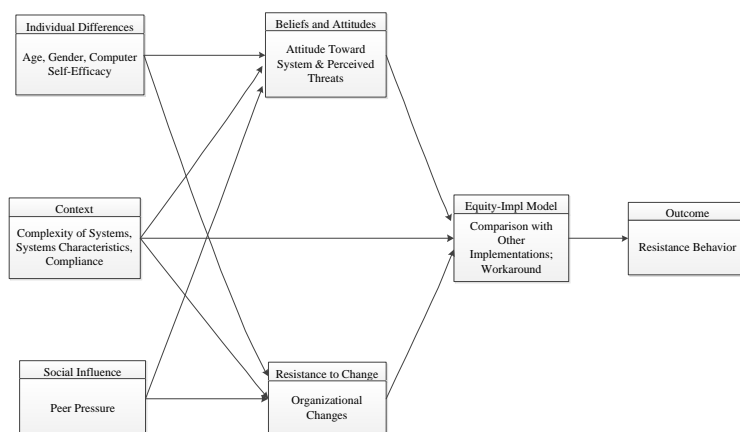 Individual Differences
Age, Gender, Computer
Self-Efficacy
Beliefs and Attitudes
Attitude Toward
System & Perceived
Threats
Context
Complexity of Systems,
Systems Characteristics,
Compliance
Equity-Impl Model
Comparison with
Other
Implementations;
Workaround
Outcome
Resistance Behavior
Social Influence
Peer Pressure
Resistance to Change
Organizational
Changes